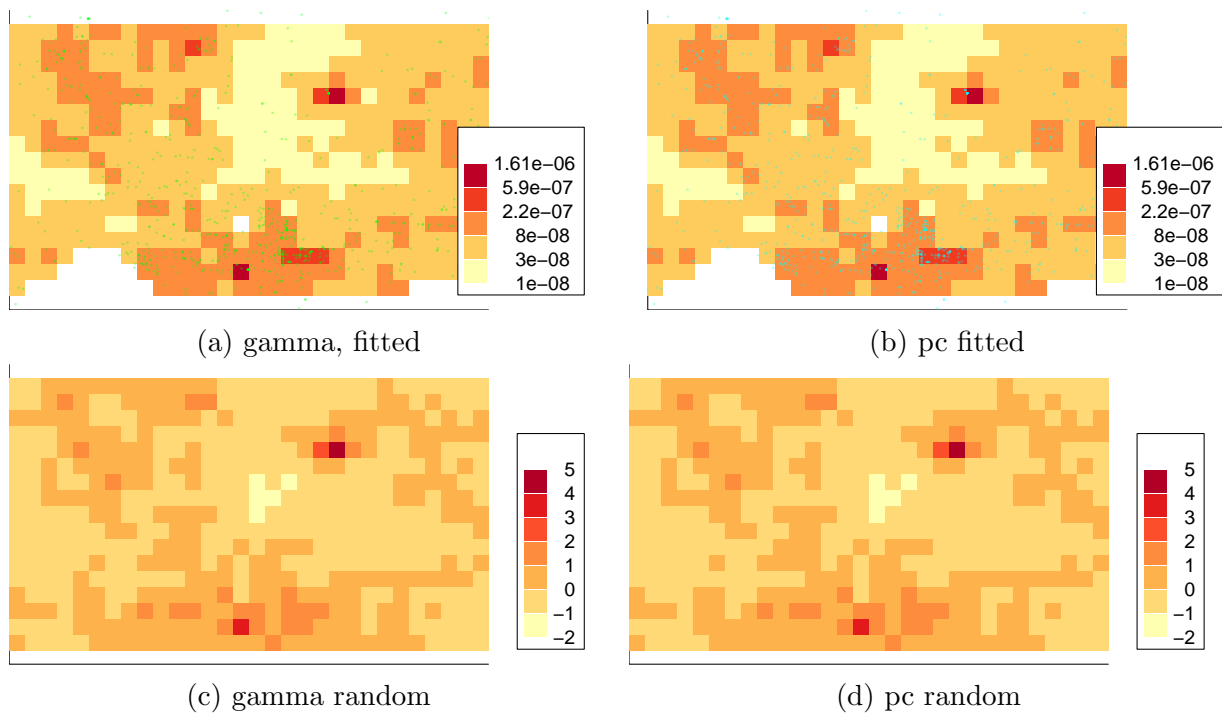 1.61e−06
5.9e−07
2.2e−07
8e−08
3e−08
1e−08
1.61e−06
5.9e−07
2.2e−07
8e−08
3e−08
1e−08
(a) gamma, fitted
(b) pc fitted
5
4
3
2
1
0
−1
−2
5
4
3
2
1
0
−1
−2
(c) gamma random
(d) pc random